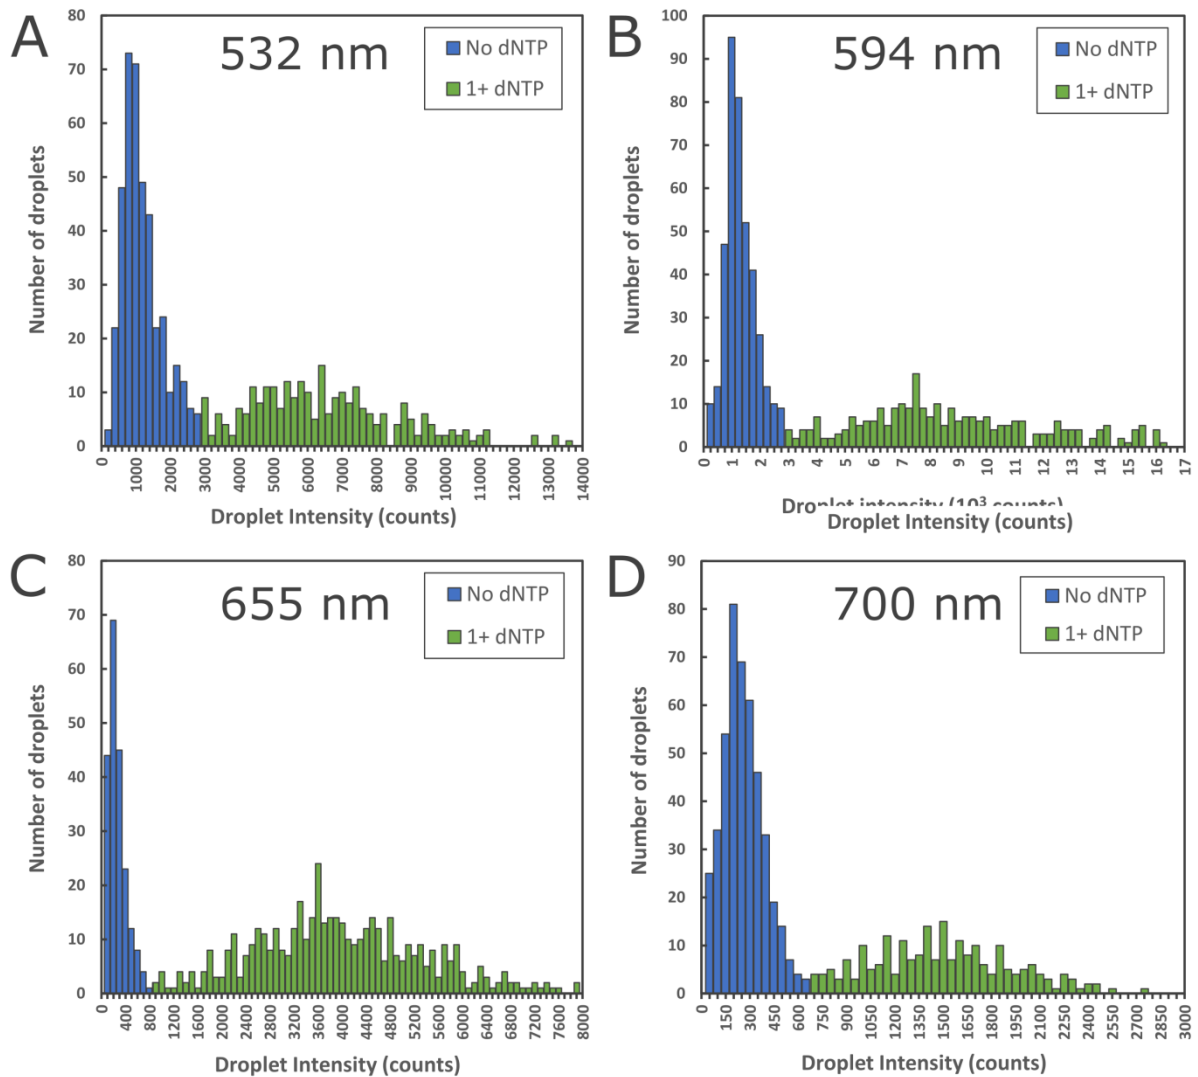 A
532 nm
No dNTP
1+ dNTP
Number of droplets
80
70
60
50
40
30
20
10
0
0 1000 2000 3000 4000 5000 6000 7000 8000 9000 10000 11000 12000 13000 14000
Droplet Intensity (counts)
B
594 nm
No dNTP
1+ dNTP
Number of droplets
100
90
80
70
60
50
40
30
20
10
0
0 1 2 3 4 5 6 7 8 9 10 11 12 13 14 15 16 17
Droplet intensity (10³ counts)
Droplet Intensity (counts)
C
655 nm
No dNTP
1+ dNTP
Number of droplets
80
70
60
50
40
30
20
10
0
0 400 800 1200 1600 2000 2400 2800 3200 3600 4000 4400 4800 5200 5600 6000 6400 6800 7200 7600 8000
Droplet Intensity (counts)
D
700 nm
No dNTP
1+ dNTP
Number of droplets
90
80
70
60
50
40
30
20
10
0
0 150 300 450 600 750 900 1050 1200 1350 1500 1650 1800 1950 2100 2250 2400 2550 2700 2850 3000
Droplet Intensity (counts)